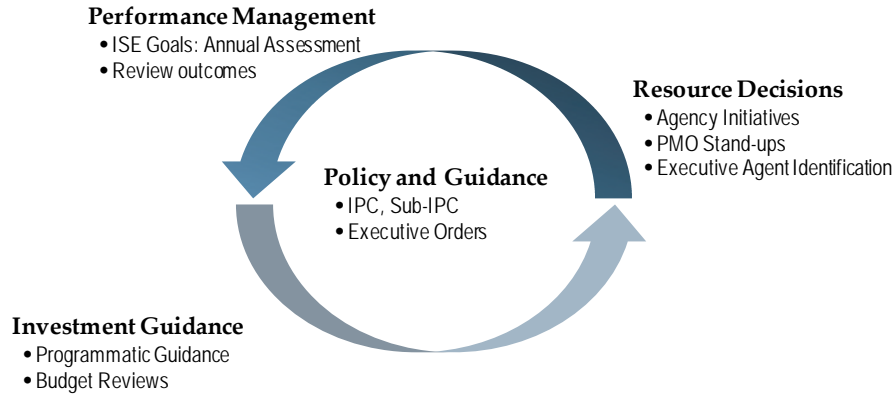 Performance Management
• ISE Goals: Annual Assessment
• Review outcomes
Resource Decisions
• Agency Initiatives
• PMO Stand-ups
• Executive Agent Identification
Policy and Guidance
• IPC, Sub-IPC
• Executive Orders
Investment Guidance
• Programmatic Guidance
• Budget Reviews